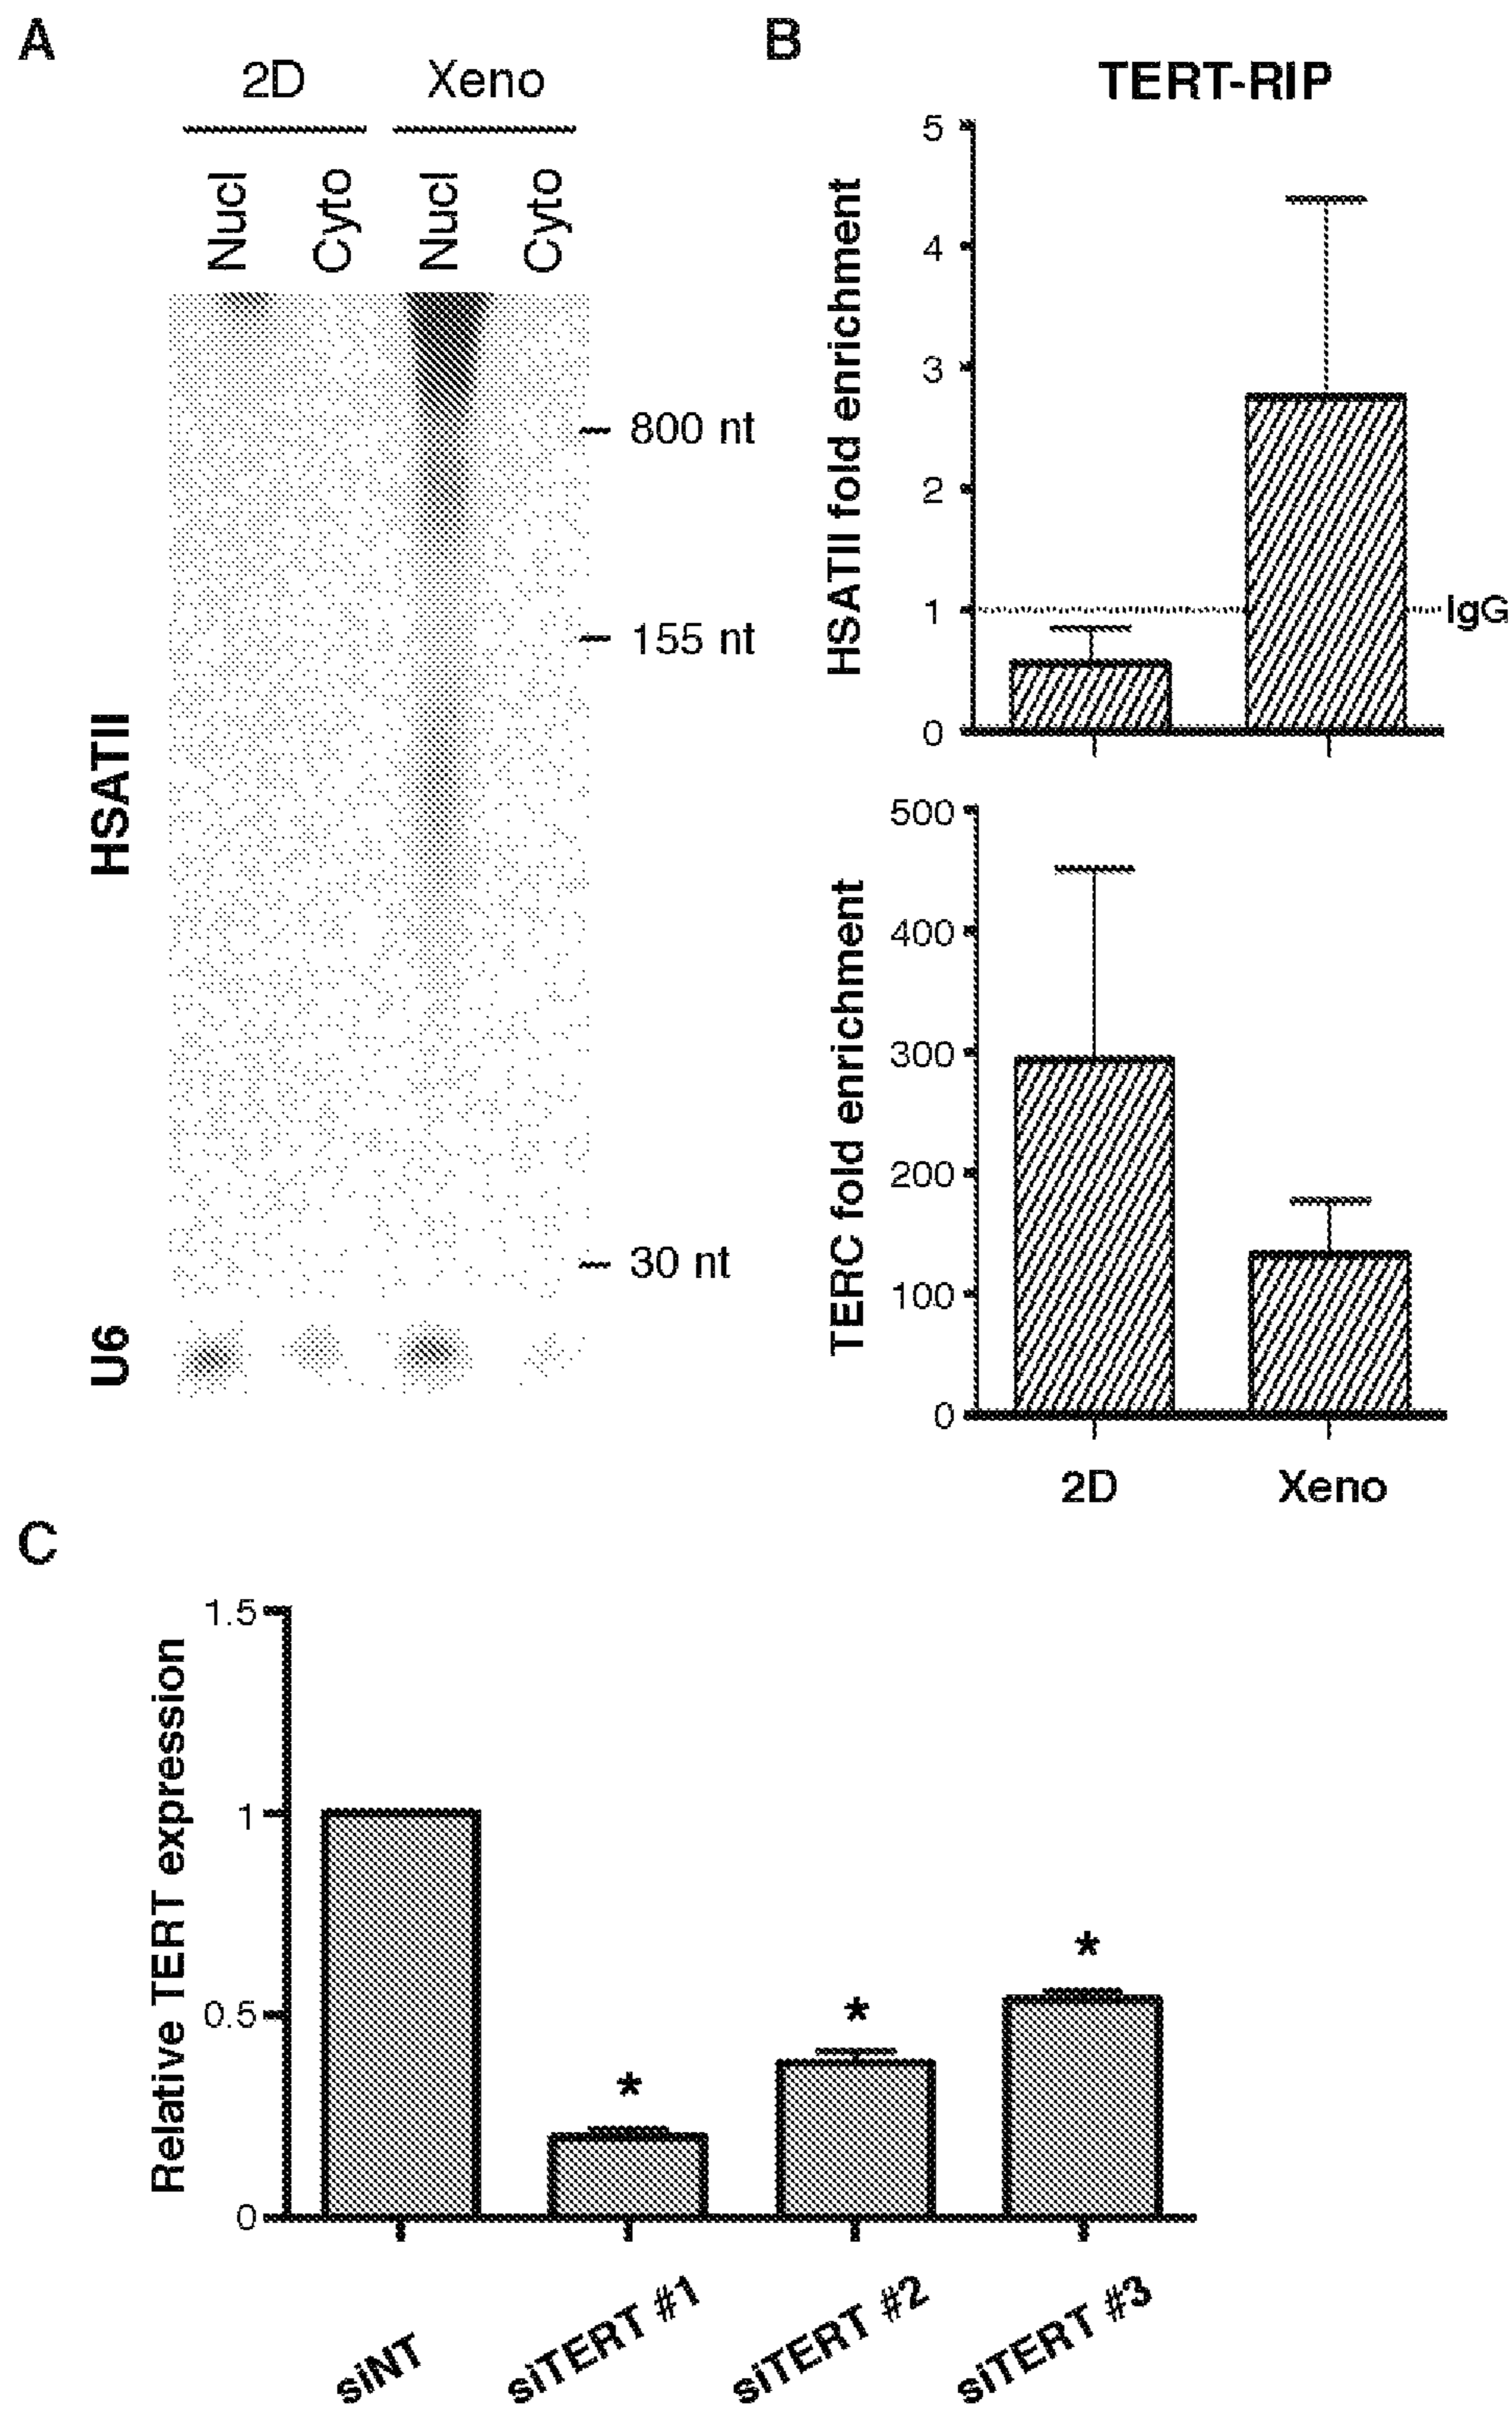 A
2D Xeno
Nucl Cyto Nucl Cyto
800 nt
155 nt
30 nt
HSATII
U6
B
TERT-RIP
HSATII fold enrichment
5
4
3
2
1
0
IgG
TERC fold enrichment
500
400
300
200
100
0
2D Xeno
C
Relative TERT expression
1.5
1
0.5
0
* * *
siNT siTERT #1 siTERT #2 siTERT #3